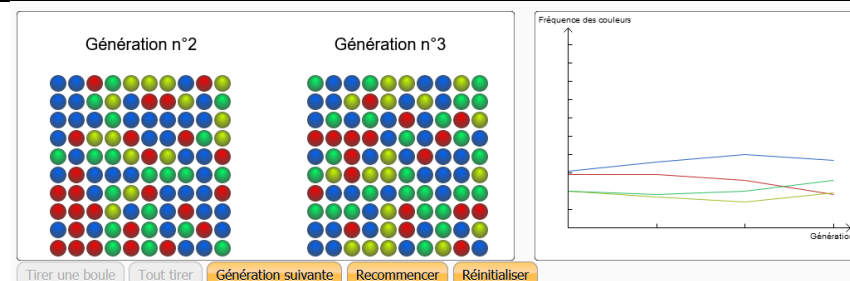 Fréquence des couleurs
Génération n°2
Génération n°3
Génération
Tirer une boule
Tout tirer
Génération suivante
Recommencer
Réinitialiser